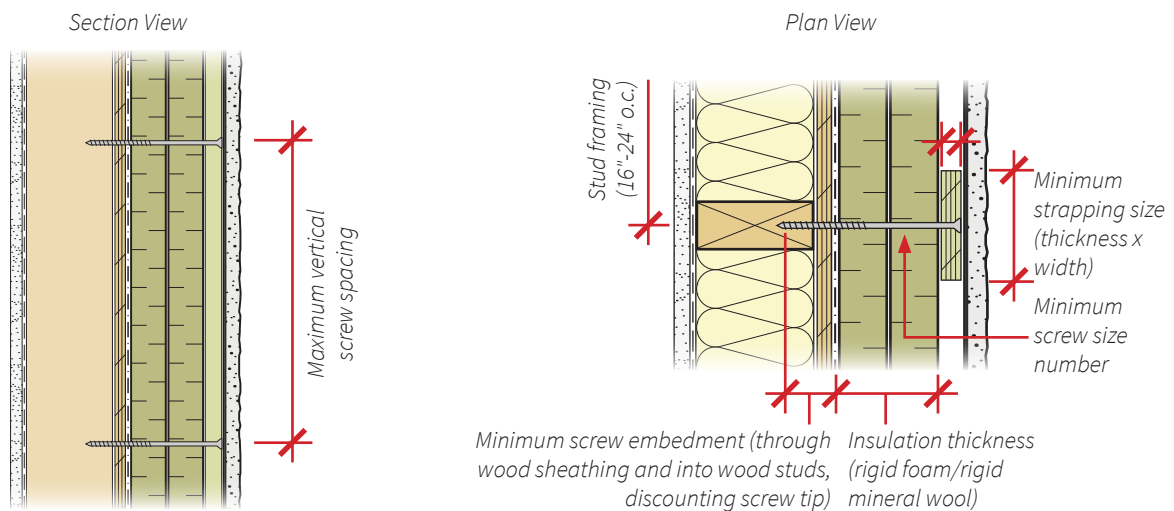 Section View
Plan View
Maximum vertical
screw spacing
Stud framing
(16"-24" o.c.)
Minimum
strapping size
(thickness x
width)
Minimum
screw size
number
Minimum screw embedment (through
wood sheathing and into wood studs,
discounting screw tip)
Insulation thickness
(rigid foam/rigid
mineral wool)